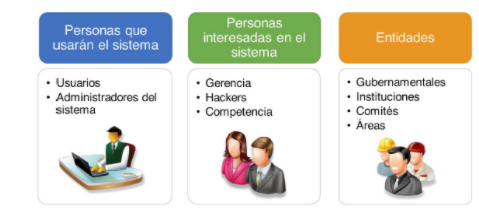 Personas que
usarán el sistema
Personas
interesadas en el
sistema
Entidades
• Usuarios
• Administradores del
sistema
• Gerencia
• Hackers
• Competencia
• Gubernamentales
• Instituciones
• Comités
• Áreas